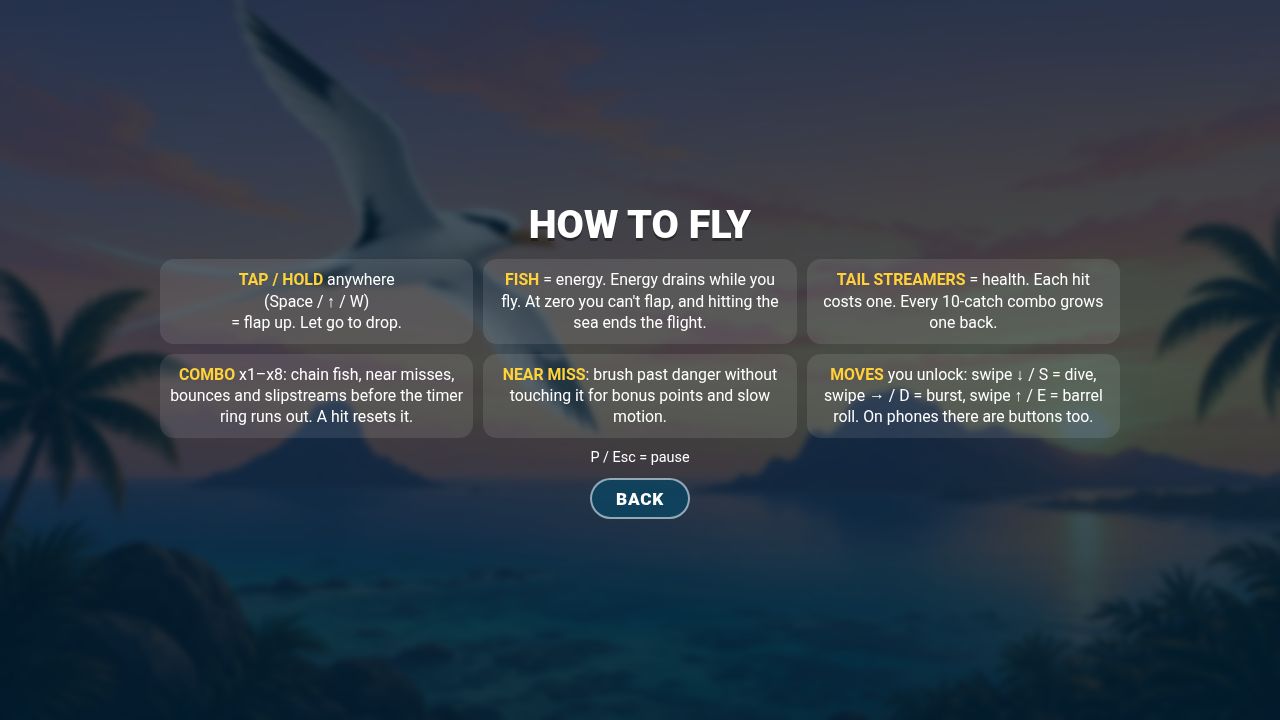 HOW TO FLY
TAP / HOLD anywhere
(Space / ↑ / W)
= flap up. Let go to drop.
FISH = energy. Energy drains while you
fly. At zero you can't flap, and hitting the
sea ends the flight.
TAIL STREAMERS = health. Each hit
costs one. Every 10-catch combo grows
one back.
COMBO x1–x8: chain fish, near misses,
bounces and slipstreams before the timer
ring runs out. A hit resets it.
NEAR MISS: brush past danger without
touching it for bonus points and slow
motion.
MOVES you unlock: swipe ↓ / S = dive,
swipe → / D = burst, swipe ↑ / E = barrel
roll. On phones there are buttons too.
P / Esc = pause
BACK